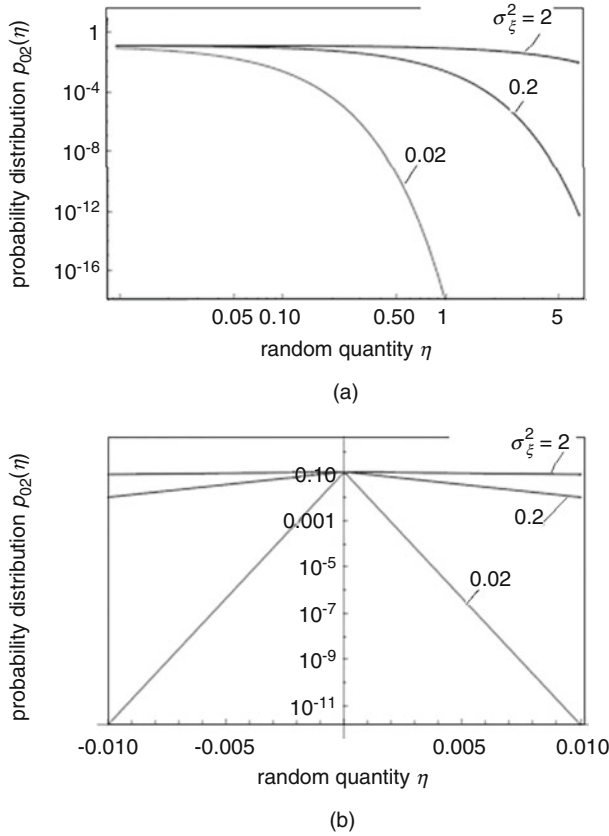 probability distribution p₀₂(η)
1
10⁻⁴
10⁻⁸
10⁻¹²
10⁻¹⁶
σ_ξ² = 2
0.2
0.02
0.05 0.10 0.50 1 5
random quantity η
(a)
probability distribution p₀₂(η)
0.10
0.001
10⁻⁵
10⁻⁷
10⁻⁹
10⁻¹¹
σ_ξ² = 2
0.2
0.02
-0.010 -0.005 0.005 0.010
random quantity η
(b)